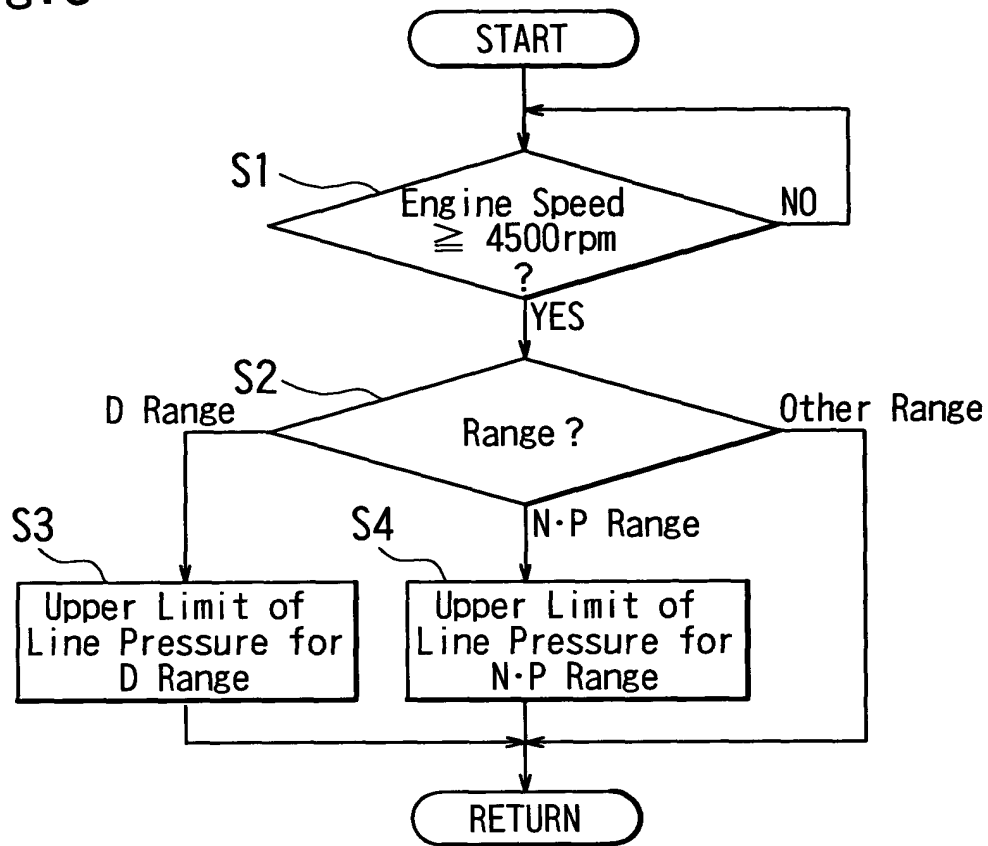 START
S1
Engine Speed
≧ 4500rpm
?
NO
YES
S2
D Range
Range ?
Other Range
S3
S4
N·P Range
Upper Limit of
Line Pressure for
D Range
Upper Limit of
Line Pressure for
N·P Range
RETURN